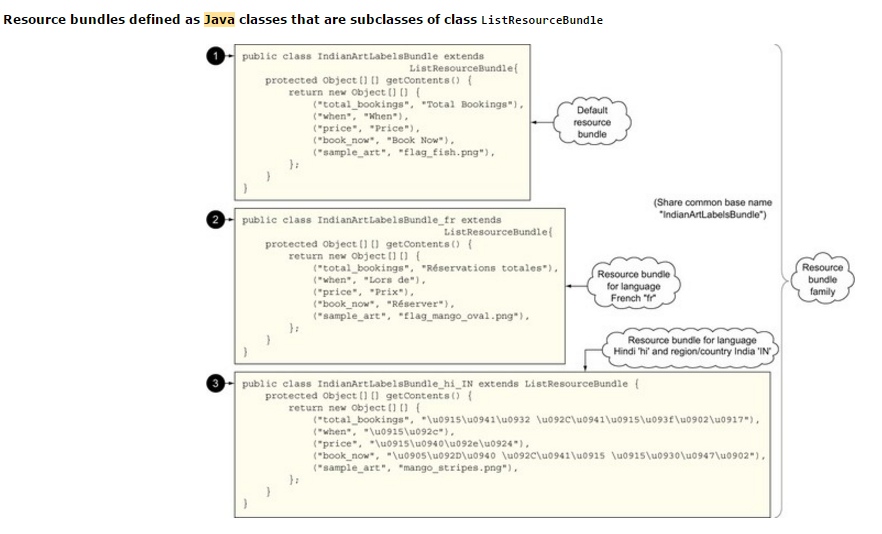 Resource bundles defined as Java classes that are subclasses of class ListResourceBundle
1
public class IndianArtLabelsBundle extends
ListResourceBundle{
protected Object[][] getContents() {
return new Object[][] {
("total_bookings", "Total Bookings"),
("when", "When"),
("price", "Price"),
("book_now", "Book Now"),
("sample_art", "flag_fish.png"),
};
}
}
Default
resource
bundle
2
public class IndianArtLabelsBundle_fr extends
ListResourceBundle{
protected Object[][] getContents() {
return new Object[][] {
("total_bookings", "Réservations totales"),
("when", "Lors de"),
("price", "Prix"),
("book_now", "Réserver"),
("sample_art", "flag_mango_oval.png"),
};
}
}
Resource bundle
for language
French "fr"
(Share common base name
"IndianArtLabelsBundle")
Resource
bundle
family
Resource bundle for language
Hindi 'hi' and region/country India 'IN'
3
public class IndianArtLabelsBundle_hi_IN extends ListResourceBundle {
protected Object[][] getContents() {
return new Object[][] {
("total_bookings", "\u0915\u0941\u0932 \u092C\u0941\u0915\u093f\u0902\u0917"),
("when", "\u0915\u092c"),
("price", "\u0915\u0940\u092e\u0924"),
("book_now", "\u0905\u092D\u0940 \u092C\u0941\u0915 \u0915\u0930\u0947\u0902"),
("sample_art", "mango_stripes.png"),
};
}
}